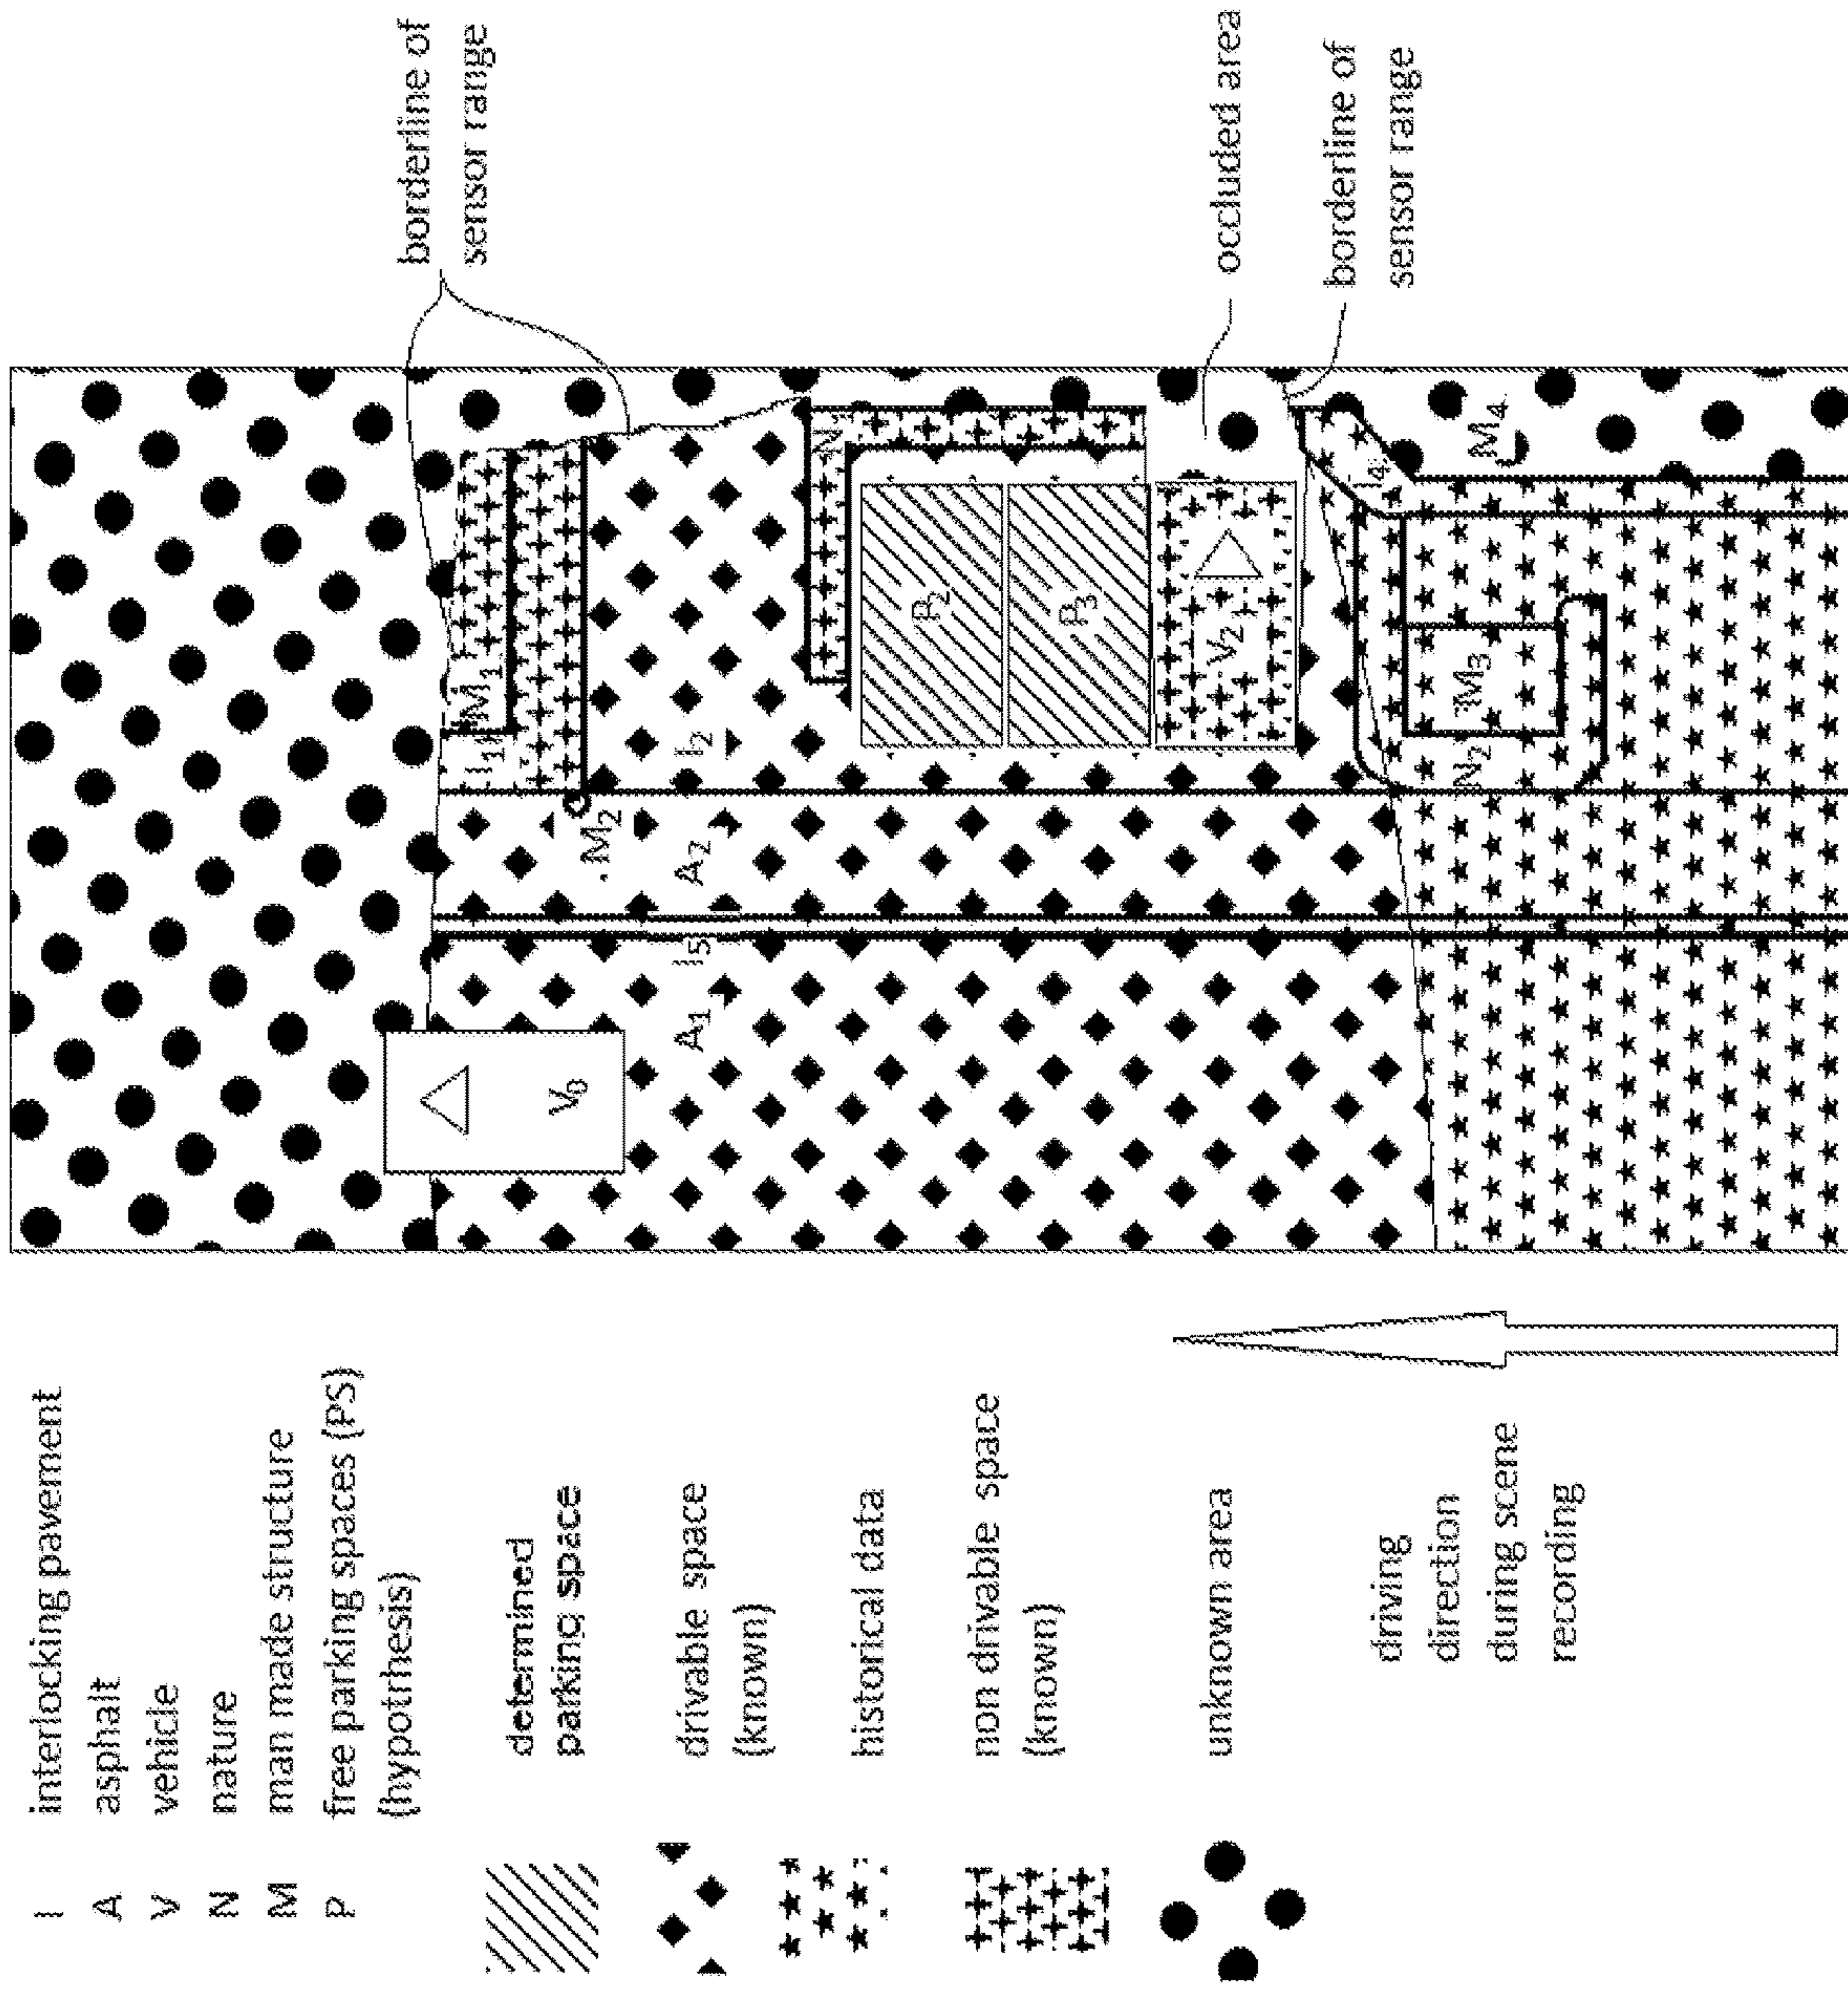 I interlocking pavement
A asphalt
V vehicle
N nature
M man made structure
P free parking spaces (PS)
(hypothesis)
determined
parking space
drivable space
(known)
historical data
non drivable space
(known)
unknown area
driving
direction
during scene
recording
V₀
A₁
I₅
A₂
M₂
I₂
I₁
M₁
N₁
P₂
P₃
V₂
N₂
M₃
I₄
M₄
borderline of
sensor range
occluded area
borderline of
sensor range